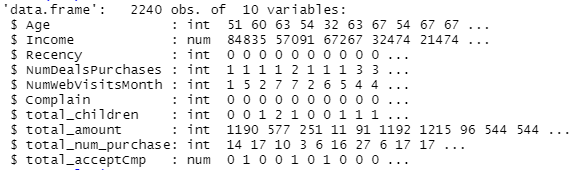 'data.frame':   2240 obs. of  10 variables:
 $ Age               : int  51 60 63 54 32 63 67 54 67 67 ...
 $ Income            : num  84835 57091 67267 32474 21474 ...
 $ Recency           : int  0 0 0 0 0 0 0 0 0 0 ...
 $ NumDealsPurchases : int  1 1 1 1 2 1 1 1 3 3 ...
 $ NumWebVisitsMonth : int  1 5 2 7 7 2 6 5 4 4 ...
 $ Complain          : int  0 0 0 0 0 0 0 0 0 0 ...
 $ total_children    : int  0 0 1 2 1 0 0 1 1 1 ...
 $ total_amount      : int  1190 577 251 11 91 1192 1215 96 544 544 ...
 $ total_num_purchase: int  14 17 10 3 6 16 27 6 17 17 ...
 $ total_acceptCmp   : num  0 1 0 0 1 0 1 0 0 0 ...